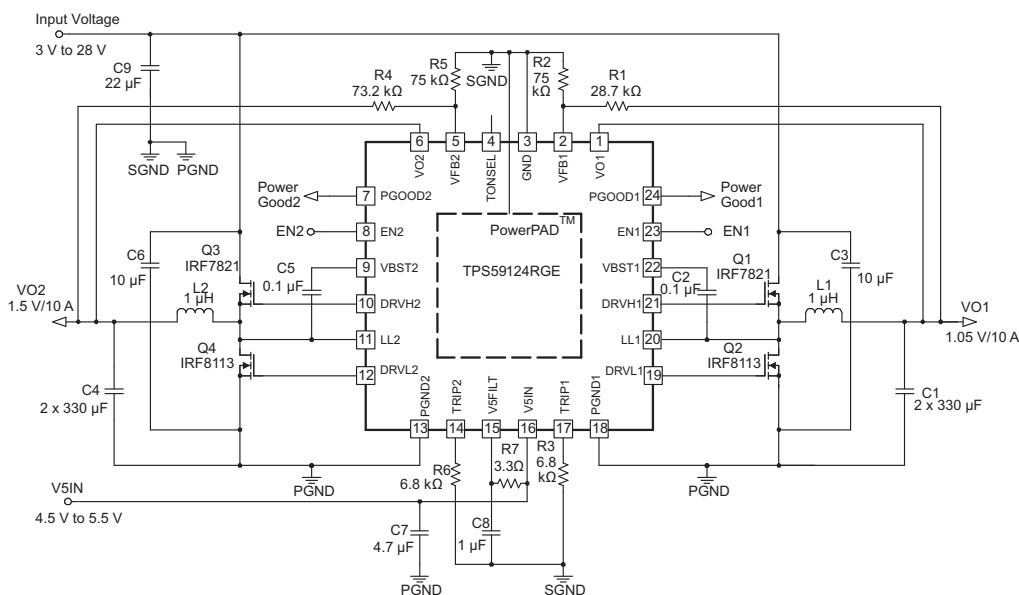 Input Voltage
3 V to 28 V
C9
22 µF
SGND
PGND
R4
73.2 kΩ
R5
75 kΩ
SGND
R2
75
kΩ
R1
28.7 kΩ
6
5
4
3
2
1
VO2
VFB2
TONSEL
GND
VFB1
VO1
Power
Good2
7
PGOOD2
PGOOD1
24
Power
Good1
EN2
8
EN2
EN1
23
EN1
PowerPAD
TM
TPS59124RGE
C6
10 µF
Q3
IRF7821
C5
0.1 µF
9
VBST2
VBST1
22
C2
0.1 µF
Q1
IRF7821
C3
10 µF
VO2
1.5 V/10 A
L2
1 µH
10
DRVH2
DRVH1
21
L1
1 µH
VO1
1.05 V/10 A
11
LL2
LL1
20
Q4
IRF8113
12
DRVL2
DRVL1
19
Q2
IRF8113
C4
2 x 330 µF
C1
2 x 330 µF
PGND2
TRIP2
V5FILT
V5IN
TRIP1
PGND1
13
14
15
16
17
18
PGND
R6
6.8 kΩ
R7
3.3Ω
R3
6.8
kΩ
PGND
V5IN
4.5 V to 5.5 V
C7
4.7 µF
C8
1 µF
PGND
SGND